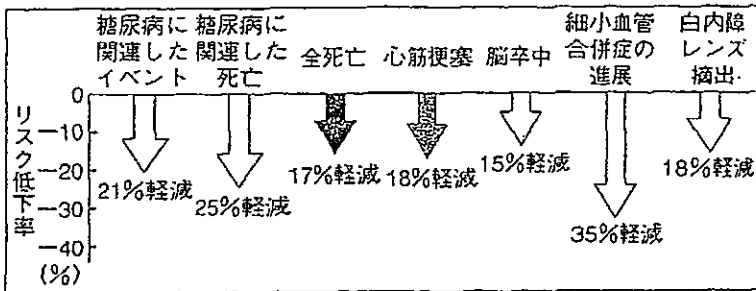 糖尿病に
関連した
イベント
糖尿病に
関連した
死亡
全死亡
心筋梗塞
脳卒中
細小血管
合併症の
進展
白内障
レンズ
摘出
リスク低下率
0
-10
-20
-30
-40
(%)
21%軽減
25%軽減
17%軽減
18%軽減
15%軽減
35%軽減
18%軽減